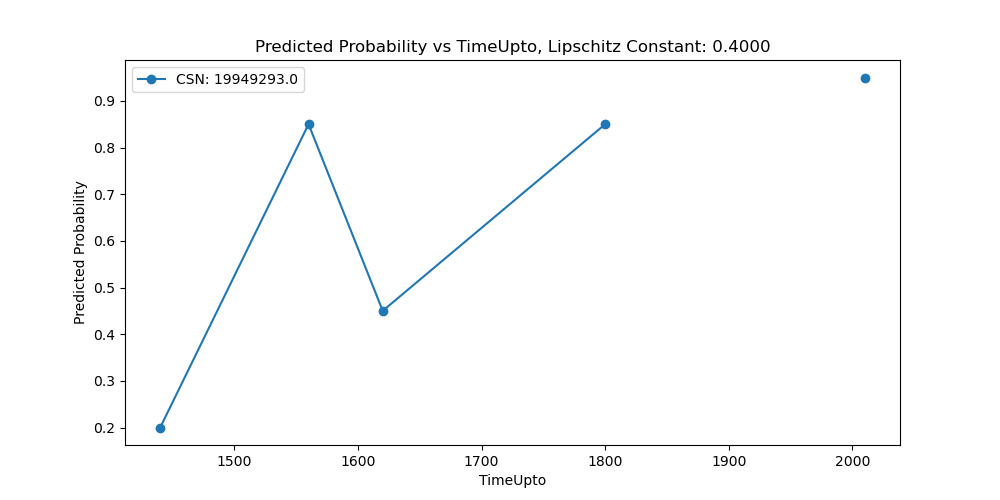 Predicted Probability vs TimeUpto, Lipschitz Constant: 0.4000
CSN: 19949293.0
Predicted Probability
0.9
0.8
0.7
0.6
0.5
0.4
0.3
0.2
1500 1600 1700 1800 1900 2000
TimeUpto